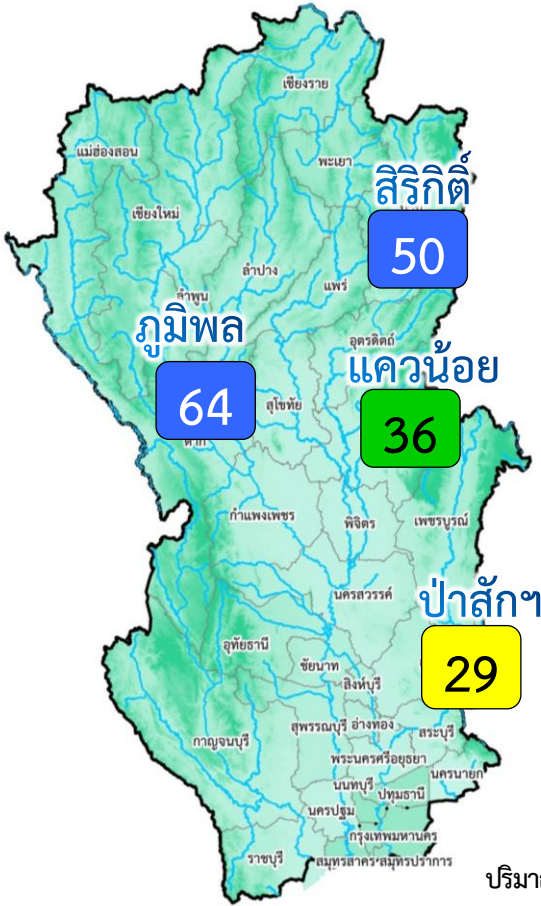 เชียงราย
แม่ฮ่องสอน
พะเยา
สิริกิติ์
เชียงใหม่
50
ลำปาง
แพร่
ลำพูน
ภูมิพล
อุตรดิตถ์
แควน้อย
64
สุโขทัย
36
ตาก
กำแพงเพชร
พิจิตร
เพชรบูรณ์
นครสวรรค์
ป่าสักฯ
อุทัยธานี
ชัยนาท
29
สิงห์บุรี
สุพรรณบุรี อ่างทอง
สระบุรี
กาญจนบุรี
พระนครศรีอยุธยา
นครนายก
นนทบุรี
ปทุมธานี
นครปฐม
กรุงเทพมหานคร
ราชบุรี
สมุทรสาคร สมุทรปราการ